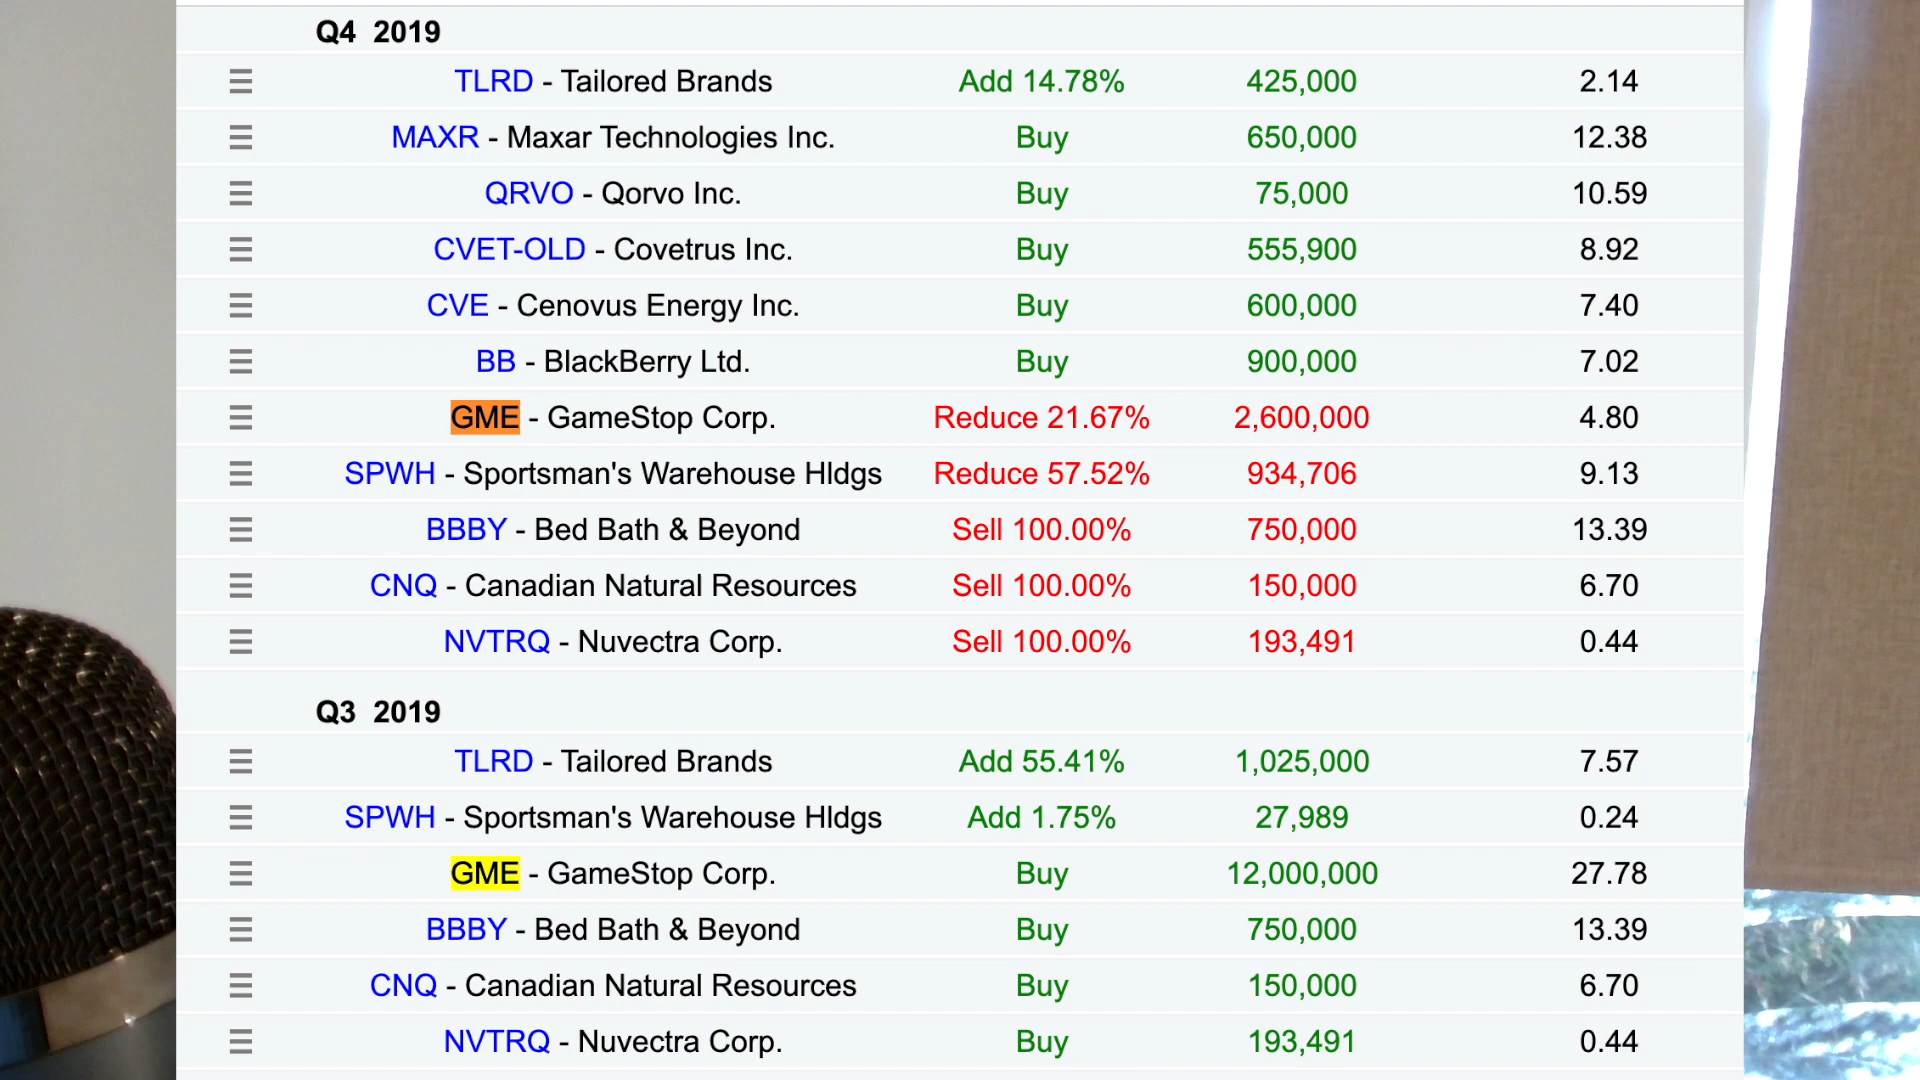 Q4 2019
TLRD - Tailored Brands Add 14.78% 425,000 2.14
MAXR - Maxar Technologies Inc. Buy 650,000 12.38
QRVO - Qorvo Inc. Buy 75,000 10.59
CVET-OLD - Covetrus Inc. Buy 555,900 8.92
CVE - Cenovus Energy Inc. Buy 600,000 7.40
BB - BlackBerry Ltd. Buy 900,000 7.02
GME - GameStop Corp. Reduce 21.67% 2,600,000 4.80
SPWH - Sportsman's Warehouse Hldgs Reduce 57.52% 934,706 9.13
BBBY - Bed Bath & Beyond Sell 100.00% 750,000 13.39
CNQ - Canadian Natural Resources Sell 100.00% 150,000 6.70
NVTRQ - Nuvectra Corp. Sell 100.00% 193,491 0.44
Q3 2019
TLRD - Tailored Brands Add 55.41% 1,025,000 7.57
SPWH - Sportsman's Warehouse Hldgs Add 1.75% 27,989 0.24
GME - GameStop Corp. Buy 12,000,000 27.78
BBBY - Bed Bath & Beyond Buy 750,000 13.39
CNQ - Canadian Natural Resources Buy 150,000 6.70
NVTRQ - Nuvectra Corp. Buy 193,491 0.44